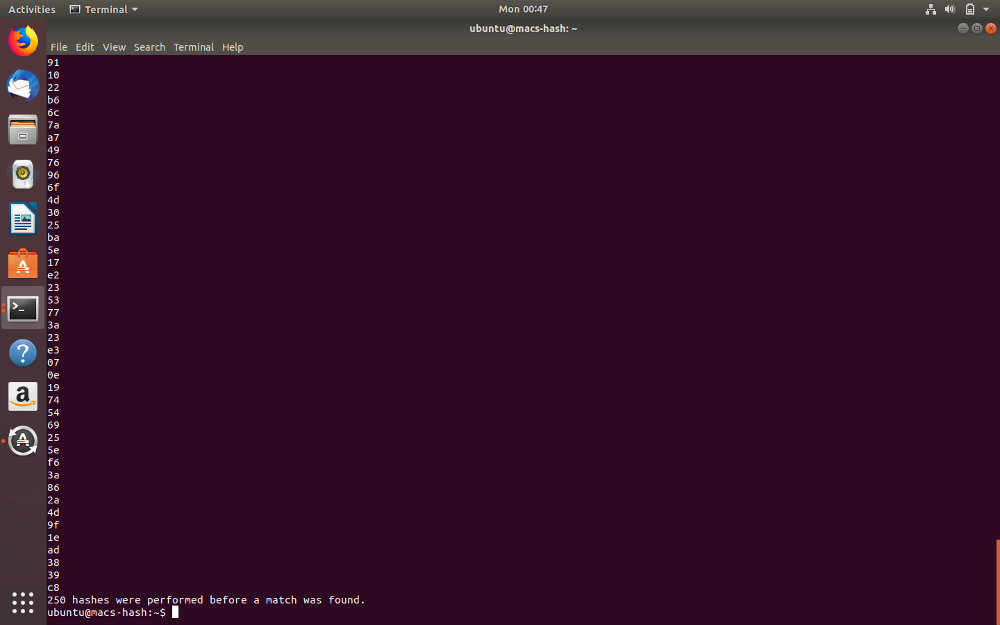 Activities
Terminal
Mon 00:47
ubuntu@macs-hash: ~
File Edit View Search Terminal Help
91
10
22
b6
6c
7a
a7
49
76
96
6f
4d
30
25
ba
5e
17
e2
23
53
77
3a
23
e3
07
0e
19
74
54
69
25
5e
f6
3a
86
2a
4d
9f
1e
ad
38
39
c8
250 hashes were performed before a match was found.
ubuntu@macs-hash:~$